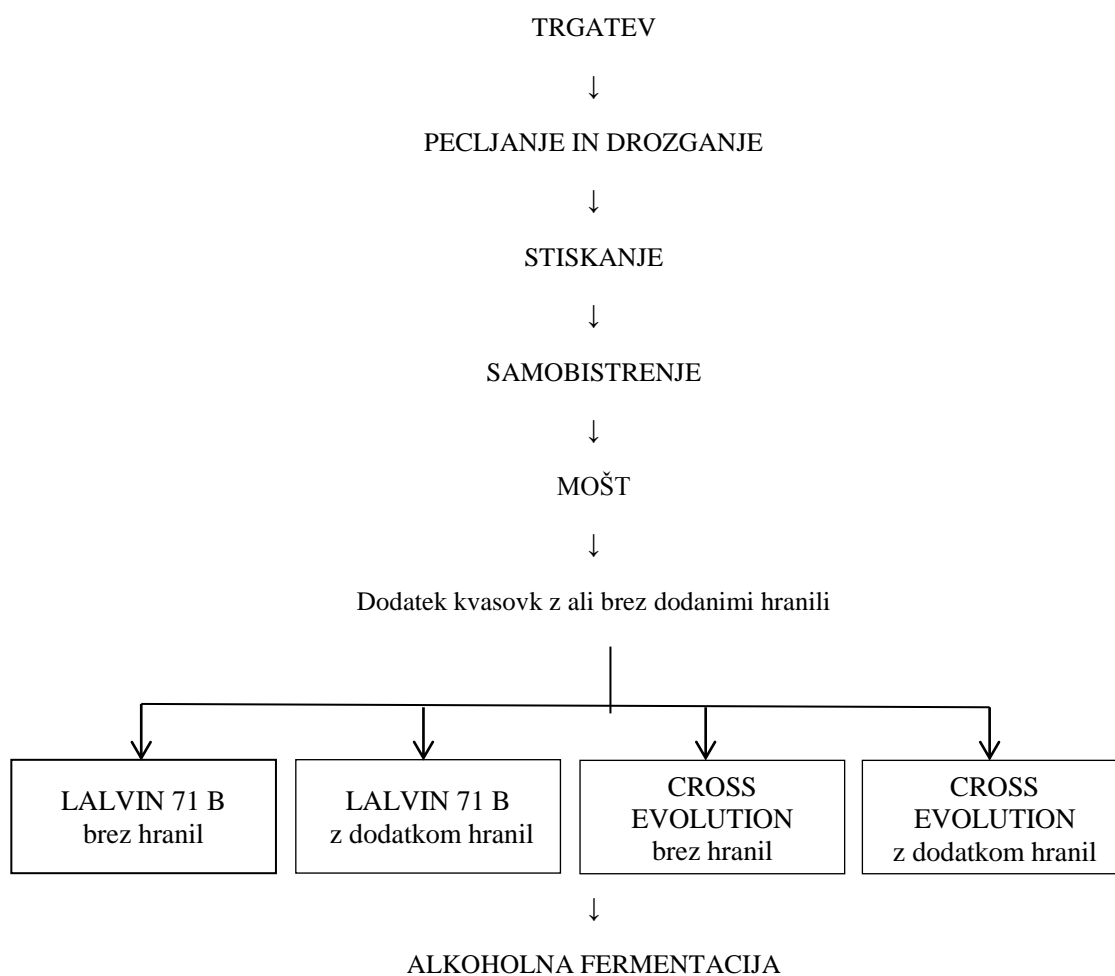 TRGATEV
↓
PECLJANJE IN DROZGANJE
↓
STISKANJE
↓
SAMOBISTRENJE
↓
MOŠT
↓
Dodatek kvasovk z ali brez dodanimi hranili
LALVIN 71 B
brez hranil
LALVIN 71 B
z dodatkom hranil
CROSS
EVOLUTION
brez hranil
CROSS
EVOLUTION
z dodatkom hranil
↓
ALKOHOLNA FERMENTACIJA